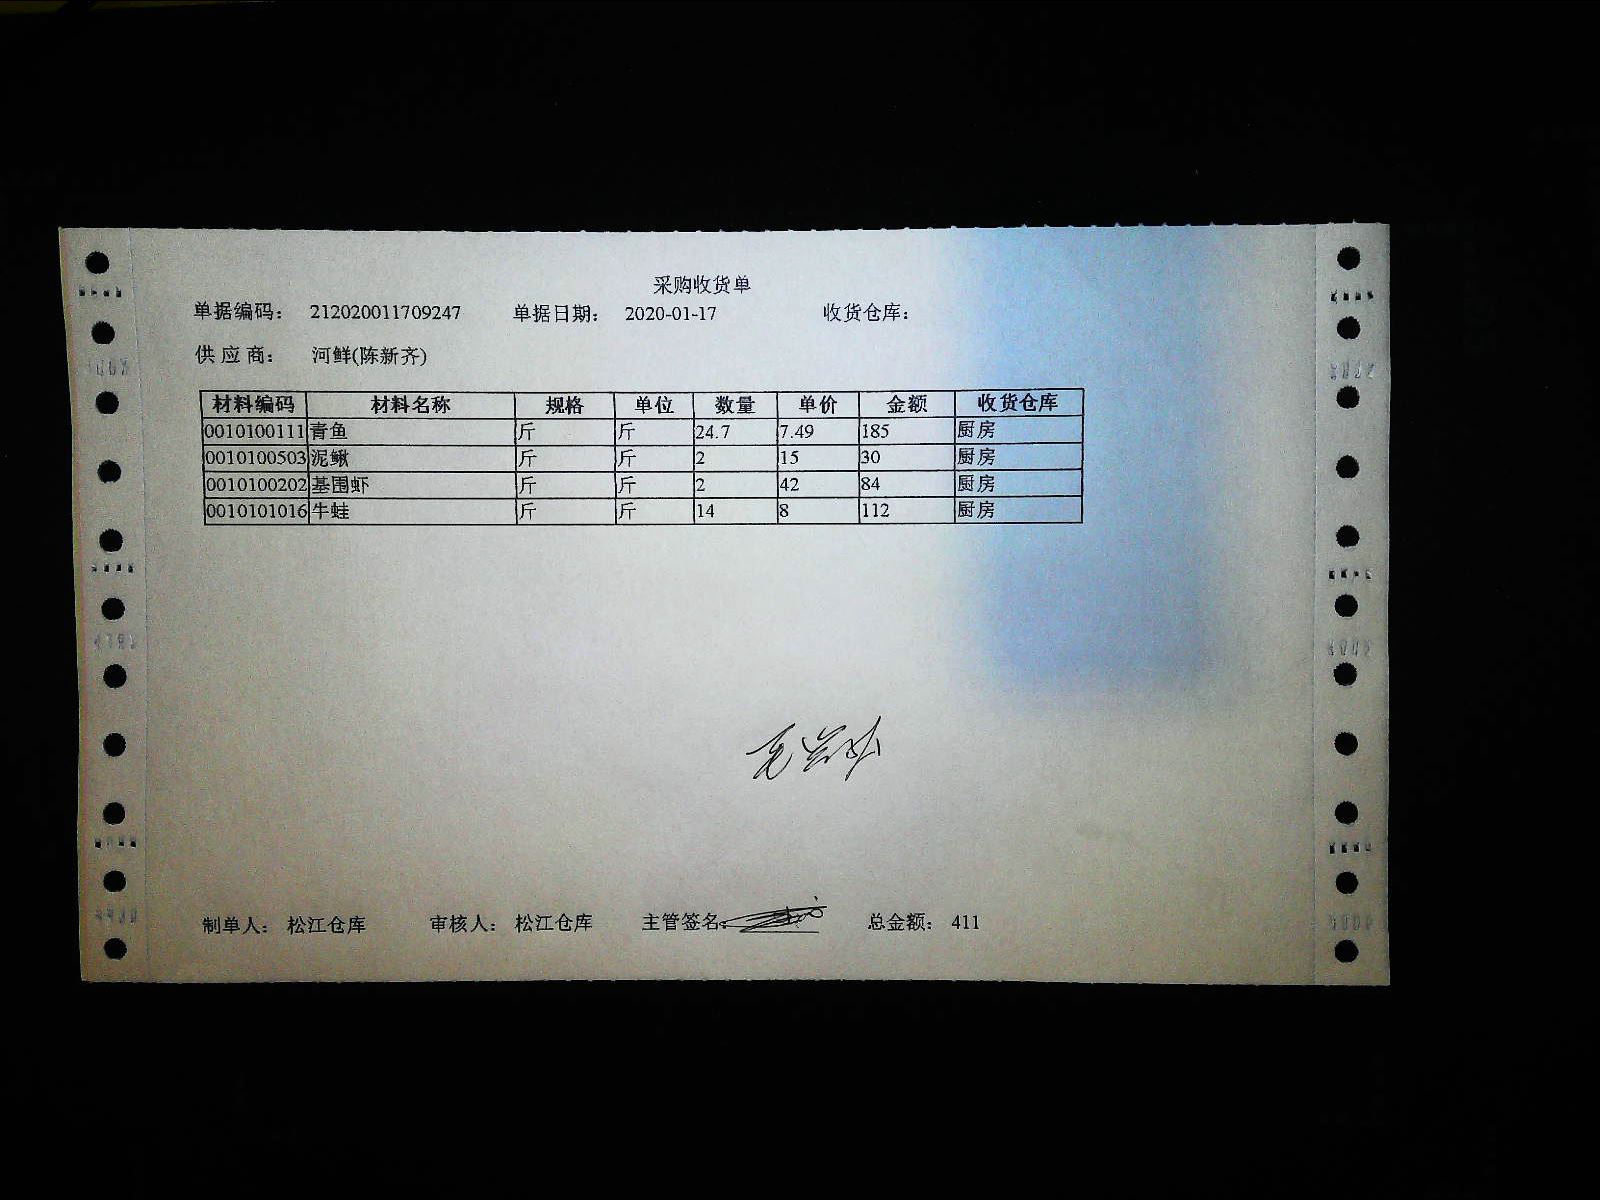 采购收货单
单据编码： 212020011709247 单据日期： 2020-01-17 收货仓库：
供 应 商： 河鲜(陈新齐)
材料编码 材料名称 规格 单位 数量 单价 金额 收货仓库
0010100111 青鱼 斤 斤 24.7 7.49 185 厨房
0010100503 泥鳅 斤 斤 2 15 30 厨房
0010100202 基围虾 斤 斤 2 42 84 厨房
0010101016 牛蛙 斤 斤 14 8 112 厨房
制单人： 松江仓库 审核人： 松江仓库 主管签名： 总金额： 411